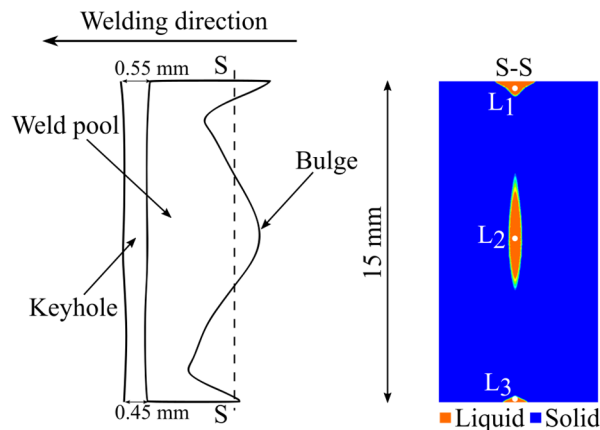 Welding direction
0.55 mm
S
Weld pool
Bulge
Keyhole
0.45 mm
S
15 mm
S-S
L1
L2
L3
Liquid
Solid